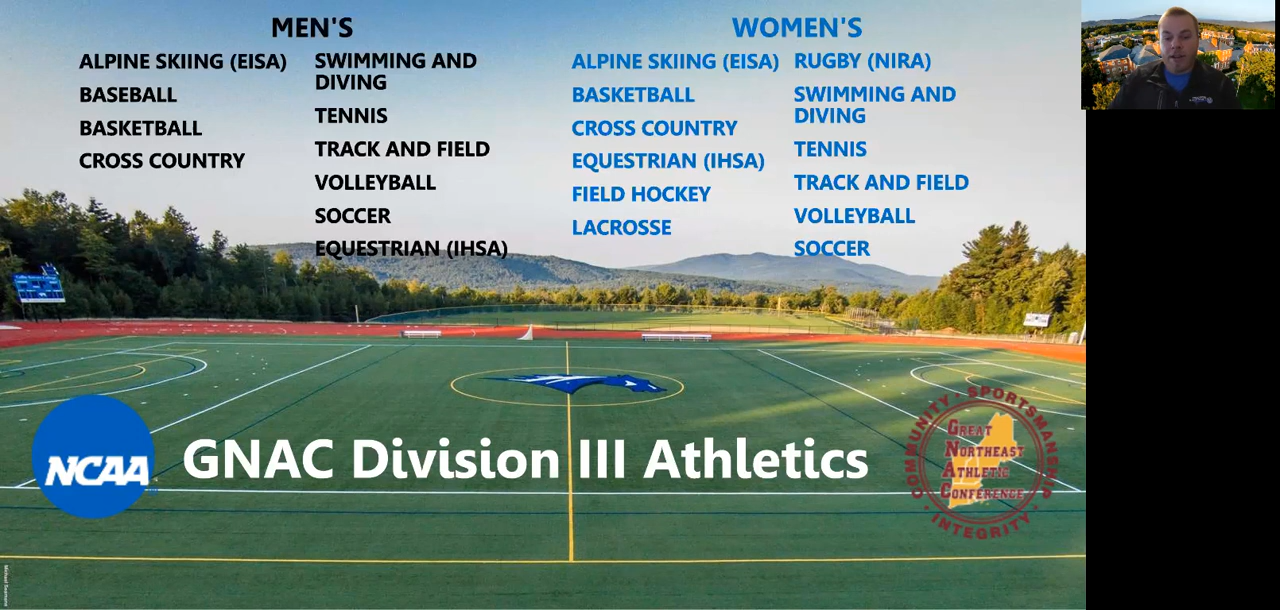 MEN'S
ALPINE SKIING (EISA)
BASEBALL
BASKETBALL
CROSS COUNTRY
SWIMMING AND
DIVING
TENNIS
TRACK AND FIELD
VOLLEYBALL
SOCCER
EQUESTRIAN (IHSA)
WOMEN'S
ALPINE SKIING (EISA)
BASKETBALL
CROSS COUNTRY
EQUESTRIAN (IHSA)
FIELD HOCKEY
LACROSSE
RUGBY (NIRA)
SWIMMING AND
DIVING
TENNIS
TRACK AND FIELD
VOLLEYBALL
SOCCER
NCAA
GNAC Division III Athletics
COMMUNITY · SPORTSMANSHIP · INTEGRITY ·
GREAT
NORTHEAST
ATHLETIC
CONFERENCE